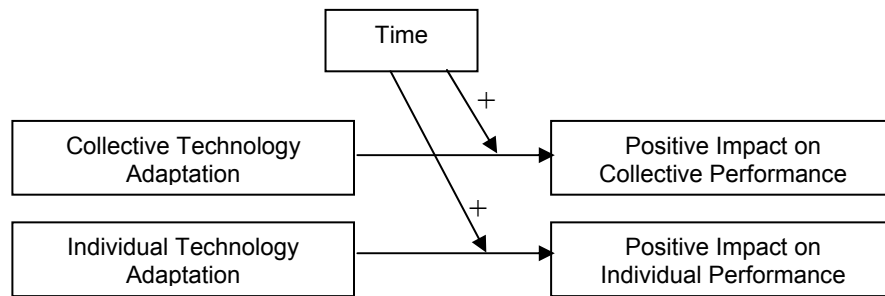 Time
+
Collective Technology
Adaptation
Positive Impact on
Collective Performance
+
Individual Technology
Adaptation
Positive Impact on
Individual Performance